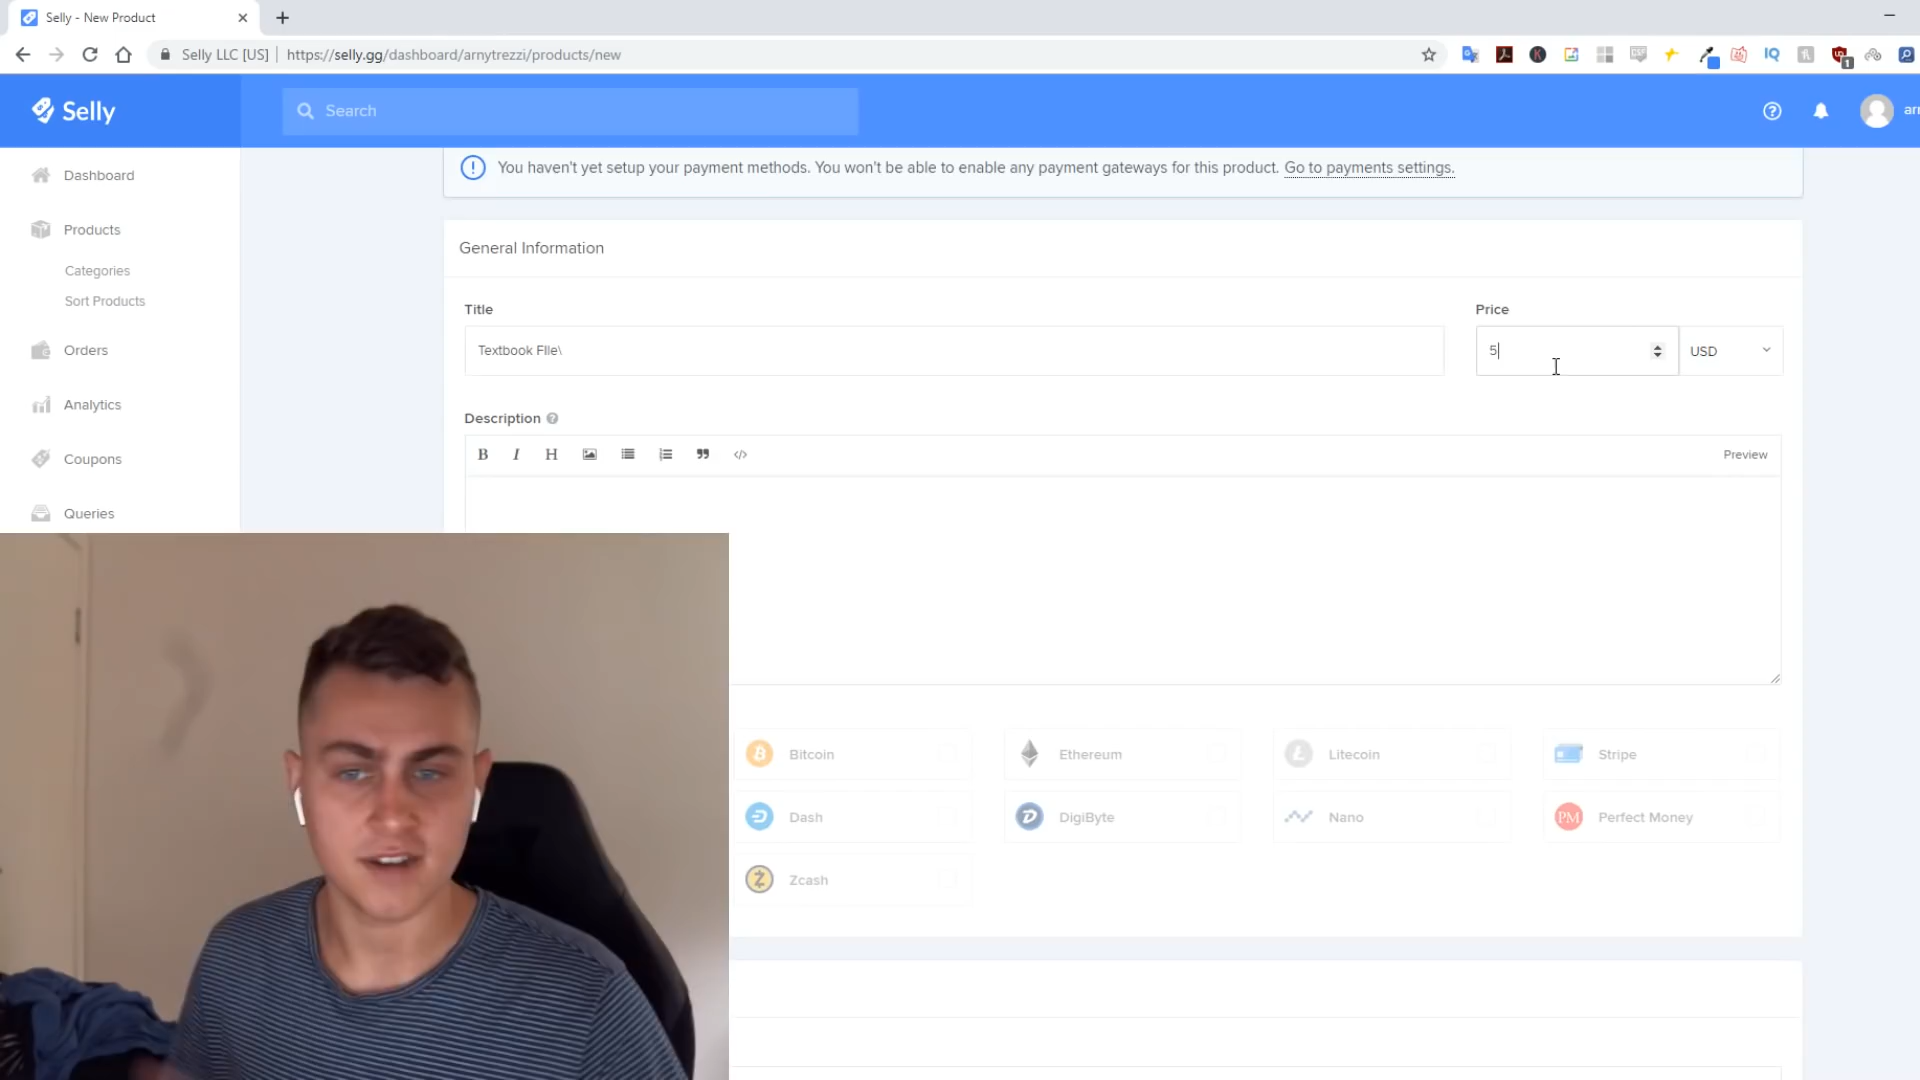 Selly - New Product
Selly LLC [US] | https://selly.gg/dashboard/arnytrezzi/products/new
Selly
Search
Dashboard
Products
Categories
Sort Products
Orders
Analytics
Coupons
Queries
You haven't yet setup your payment methods. You won't be able to enable any payment gateways for this product. Go to payments settings.
General Information
Title
Price
Textbook FIle\
5
USD
Description
B I H
Preview
Bitcoin
Ethereum
Litecoin
Stripe
Dash
DigiByte
Nano
PM Perfect Money
Zcash